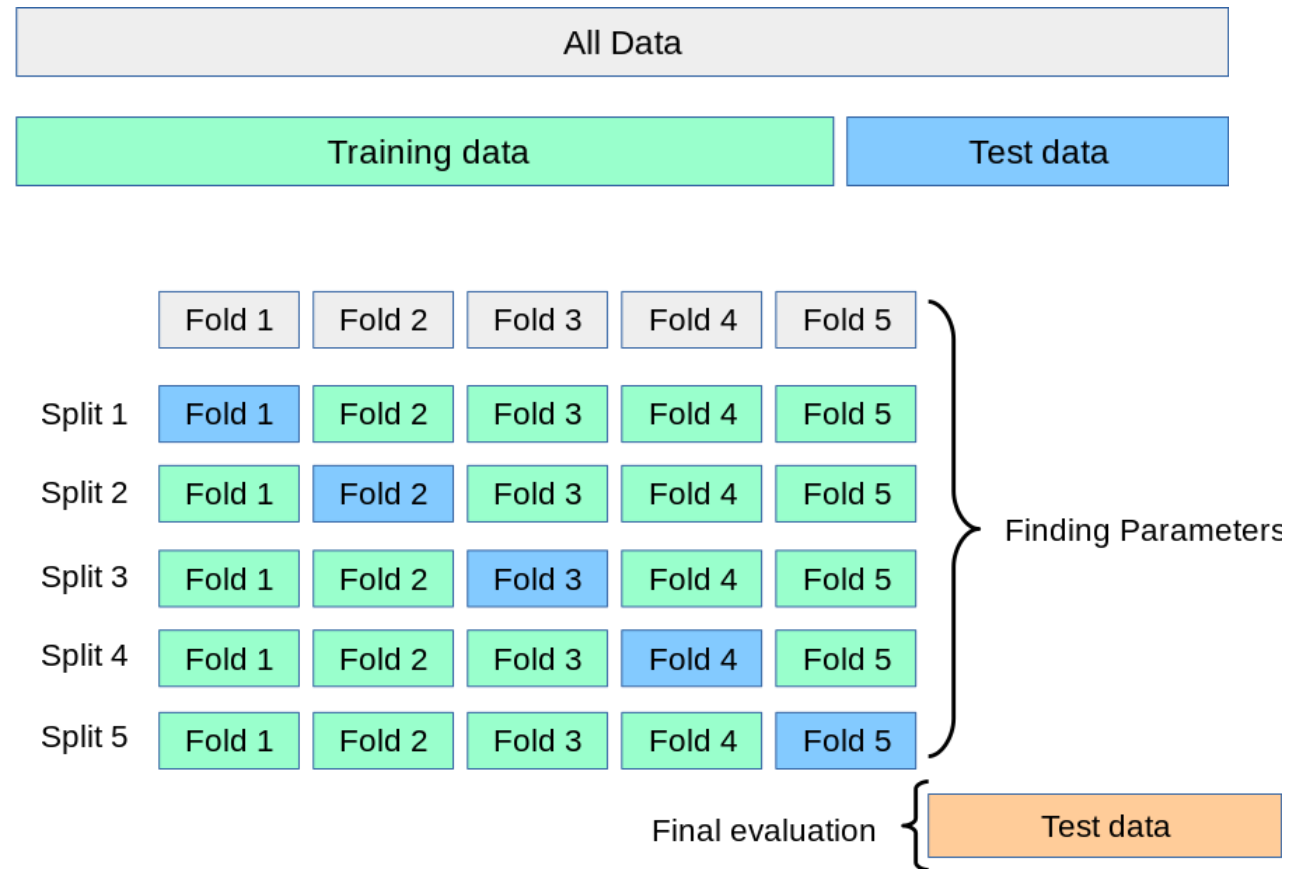 All Data
Training data Test data
Fold 1 Fold 2 Fold 3 Fold 4 Fold 5
Split 1 Fold 1 Fold 2 Fold 3 Fold 4 Fold 5
Split 2 Fold 1 Fold 2 Fold 3 Fold 4 Fold 5
Split 3 Fold 1 Fold 2 Fold 3 Fold 4 Fold 5
Split 4 Fold 1 Fold 2 Fold 3 Fold 4 Fold 5
Split 5 Fold 1 Fold 2 Fold 3 Fold 4 Fold 5
Finding Parameters
Final evaluation Test data